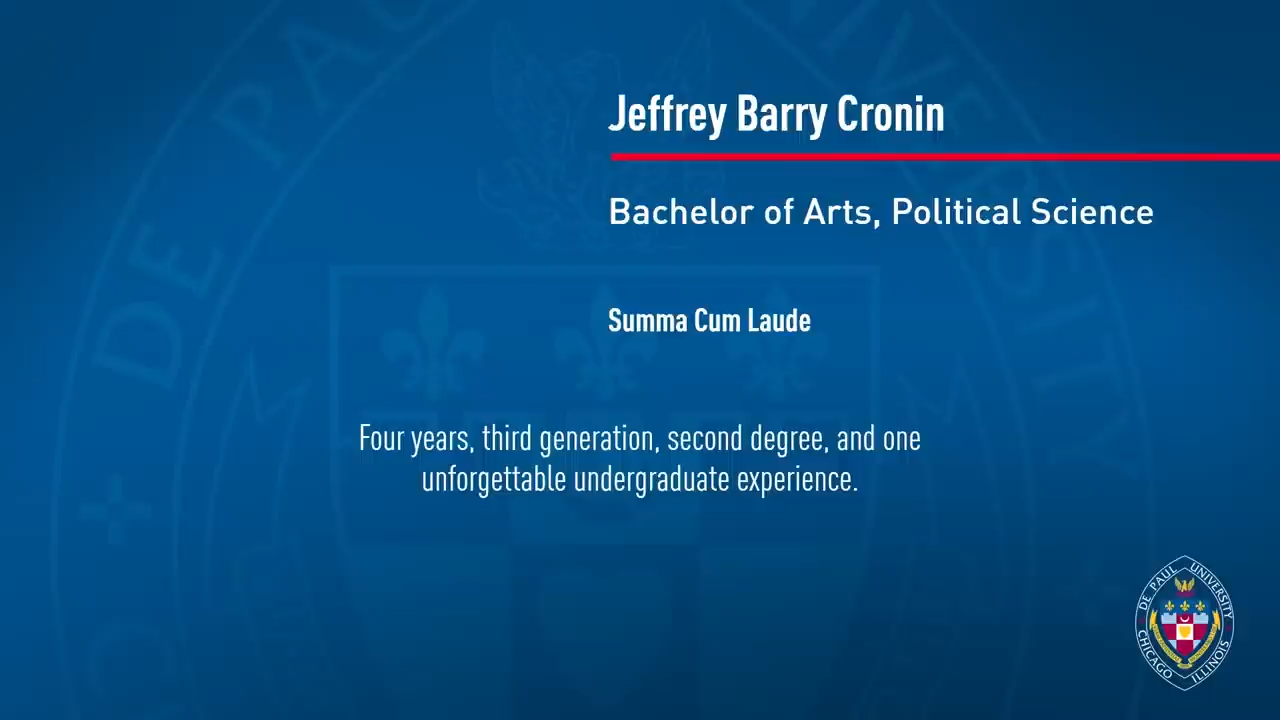 Jeffrey Barry Cronin
Bachelor of Arts, Political Science
Summa Cum Laude
Four years, third generation, second degree, and one
unforgettable undergraduate experience.
DE PAUL UNIVERSITY
CHICAGO ILLINOIS